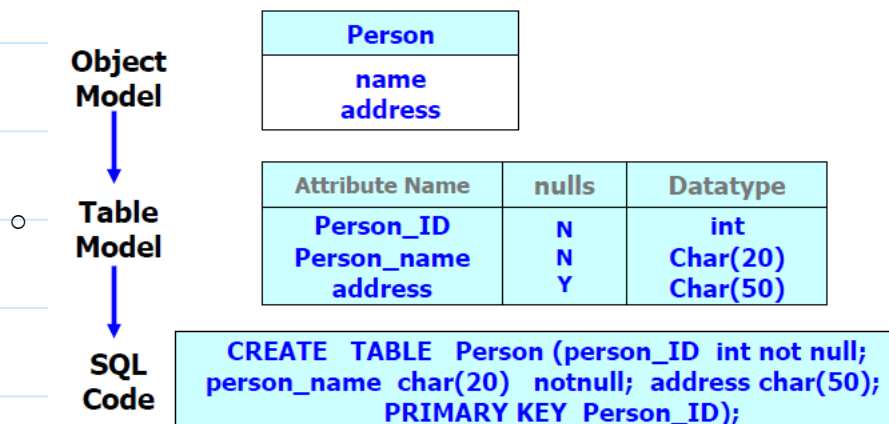 Object
Model
Person
name
address
Table
Model
Attribute Name nulls Datatype
Person_ID N int
Person_name N Char(20)
address Y Char(50)
SQL
Code
CREATE TABLE Person (person_ID int not null;
person_name char(20) notnull; address char(50);
PRIMARY KEY Person_ID);